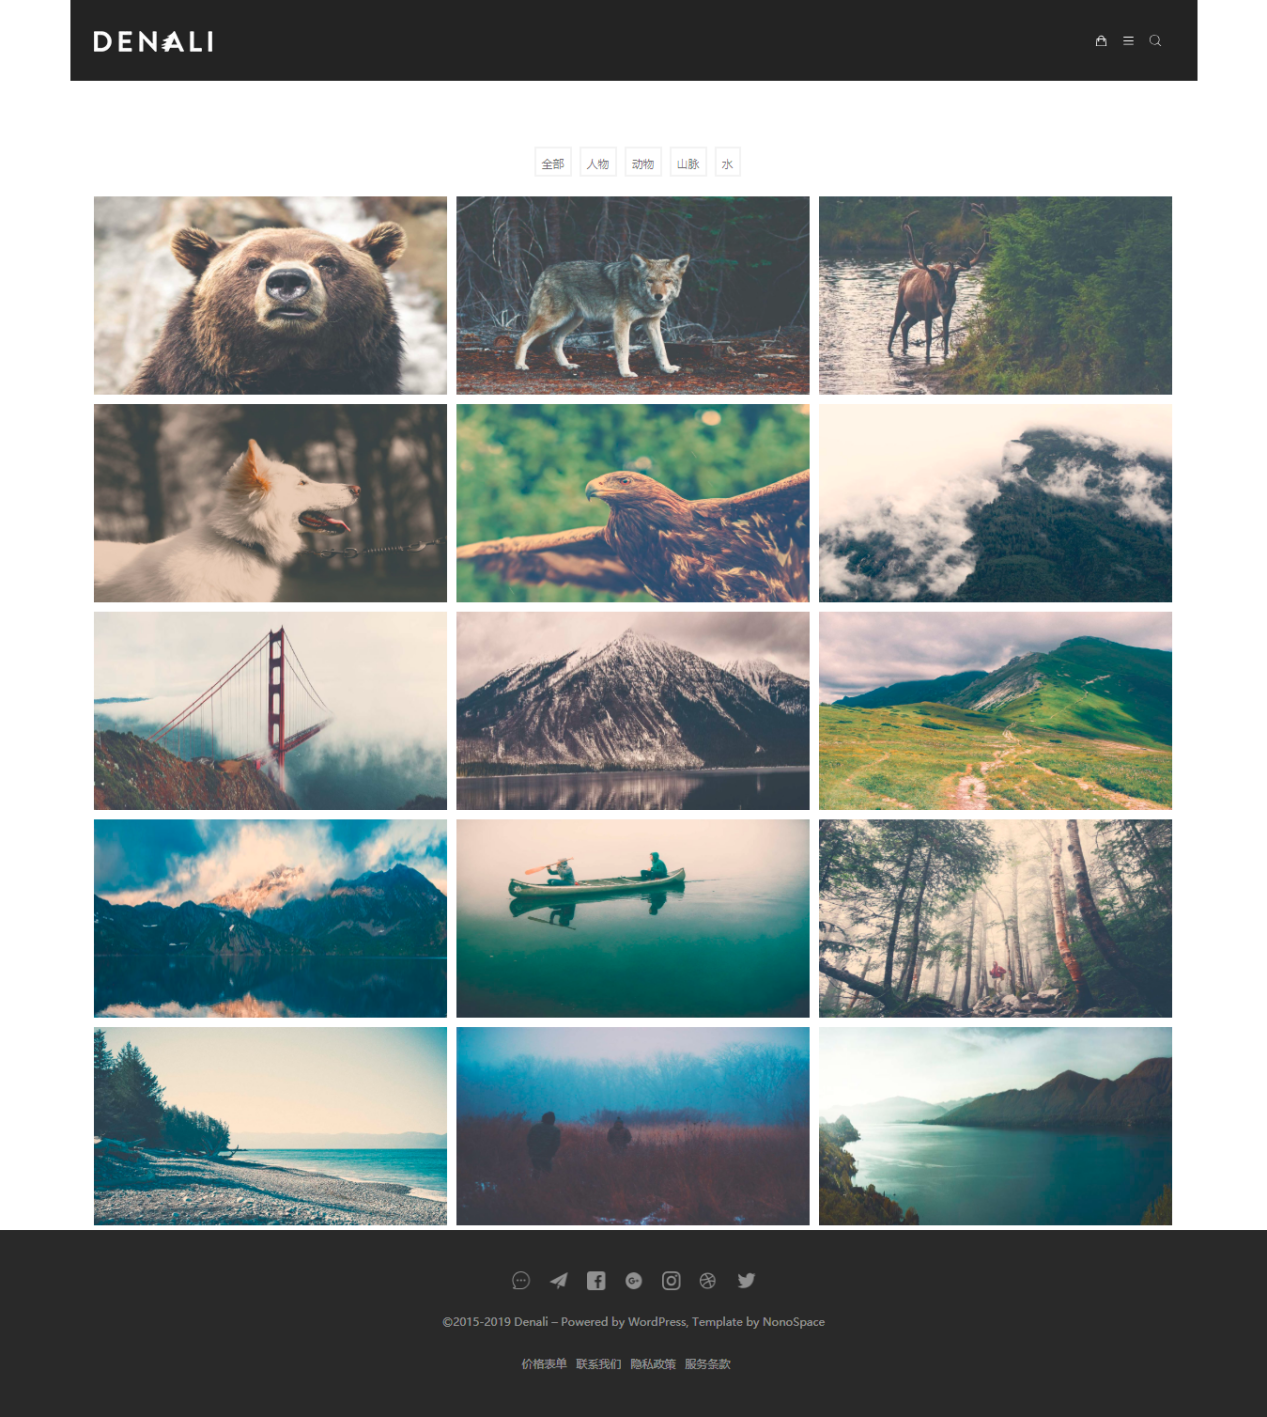 DENALI
全部 人物 动物 山脉 水
©2015-2019 Denali – Powered by WordPress, Template by NonoSpace
价格表单 联系我们 隐私政策 服务条款